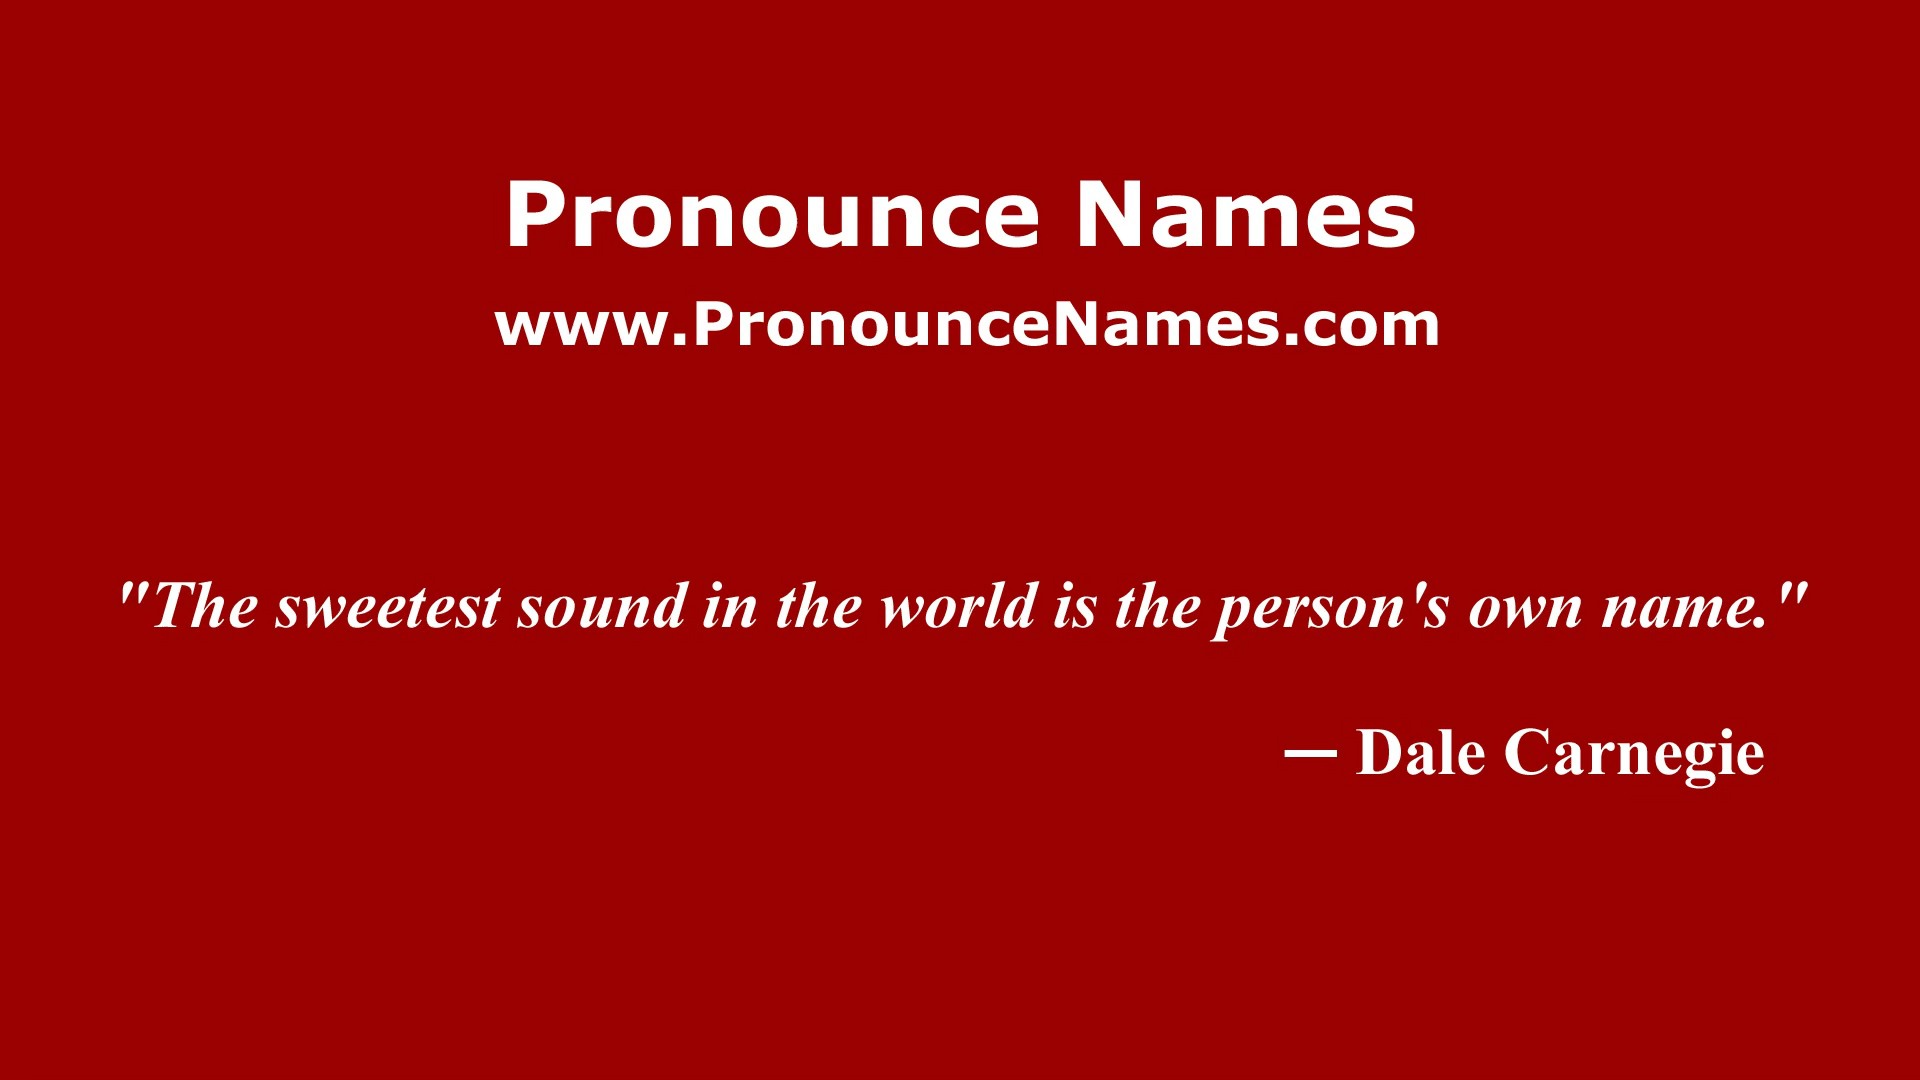 Pronounce Names
www.PronounceNames.com
"The sweetest sound in the world is the person's own name."
— Dale Carnegie